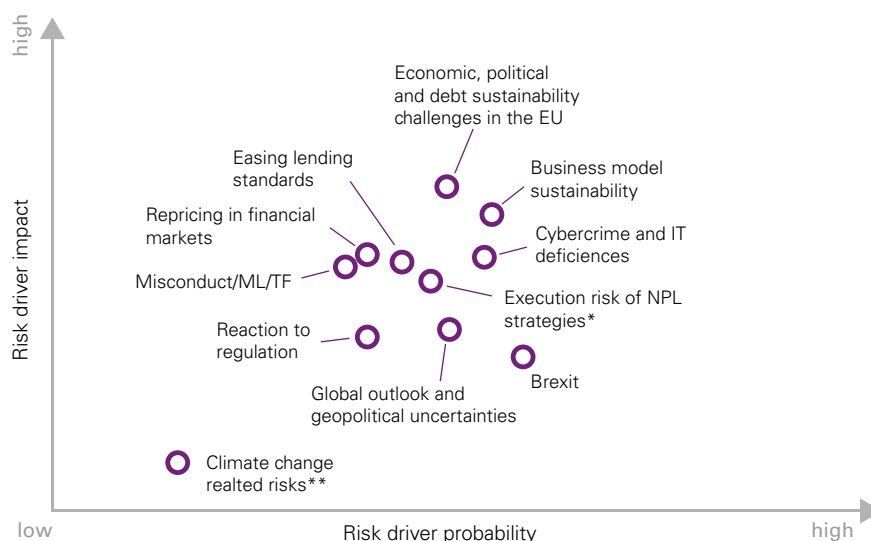 high
Economic, political
and debt sustainability
challenges in the EU
Easing lending
standards
Business model
sustainability
Repricing in financial
markets
Cybercrime and IT
deficiences
Misconduct/ML/TF
Execution risk of NPL
strategies*
Reaction to
regulation
Global outlook and
geopolitical uncertainties
Brexit
Climate change
realted risks**
Risk driver impact
low
Risk driver probability
high